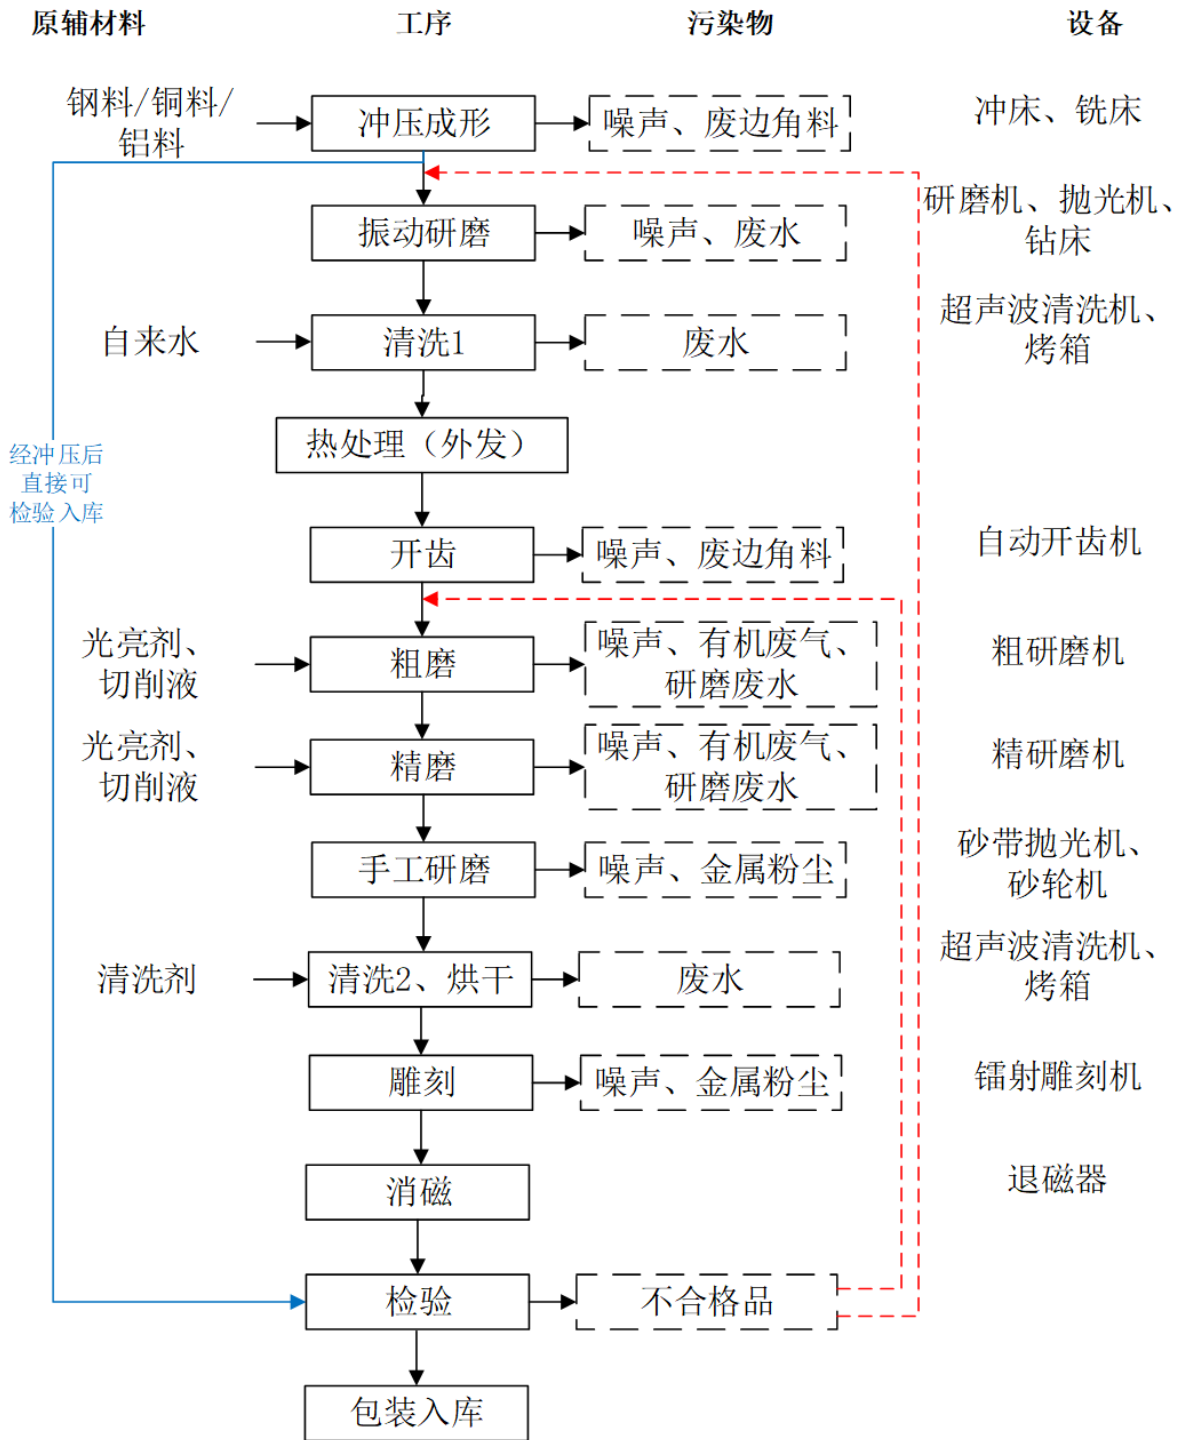 原辅材料
工序
污染物
设备
钢料/铜料/
铝料
冲压成形
噪声、废边角料
冲床、铣床
振动研磨
噪声、废水
研磨机、抛光机、
钻床
自来水
清洗1
废水
超声波清洗机、
烤箱
热处理（外发）
经冲压后
直接可
检验入库
开齿
噪声、废边角料
自动开齿机
光亮剂、
切削液
粗磨
噪声、有机废气、
研磨废水
粗研磨机
光亮剂、
切削液
精磨
噪声、有机废气、
研磨废水
精研磨机
手工研磨
噪声、金属粉尘
砂带抛光机、
砂轮机
清洗剂
清洗2、烘干
废水
超声波清洗机、
烤箱
雕刻
噪声、金属粉尘
镭射雕刻机
消磁
退磁器
检验
不合格品
包装入库